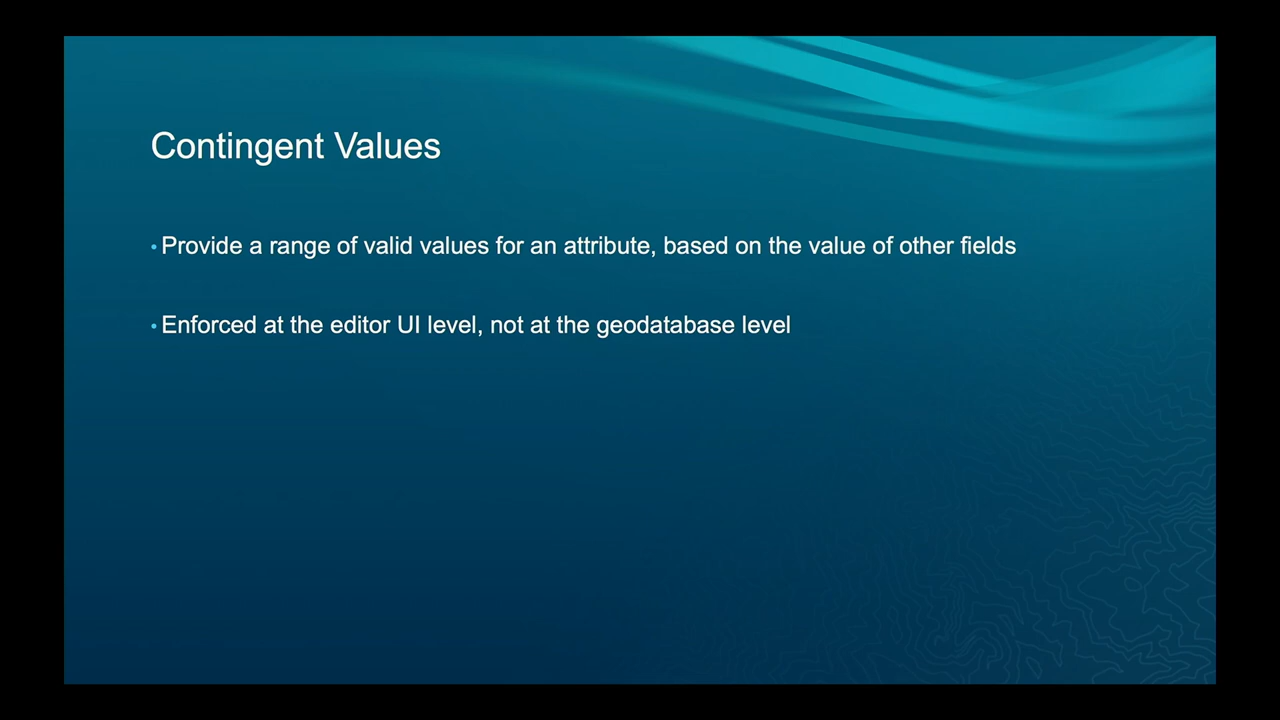 Contingent Values
• Provide a range of valid values for an attribute, based on the value of other fields
• Enforced at the editor UI level, not at the geodatabase level